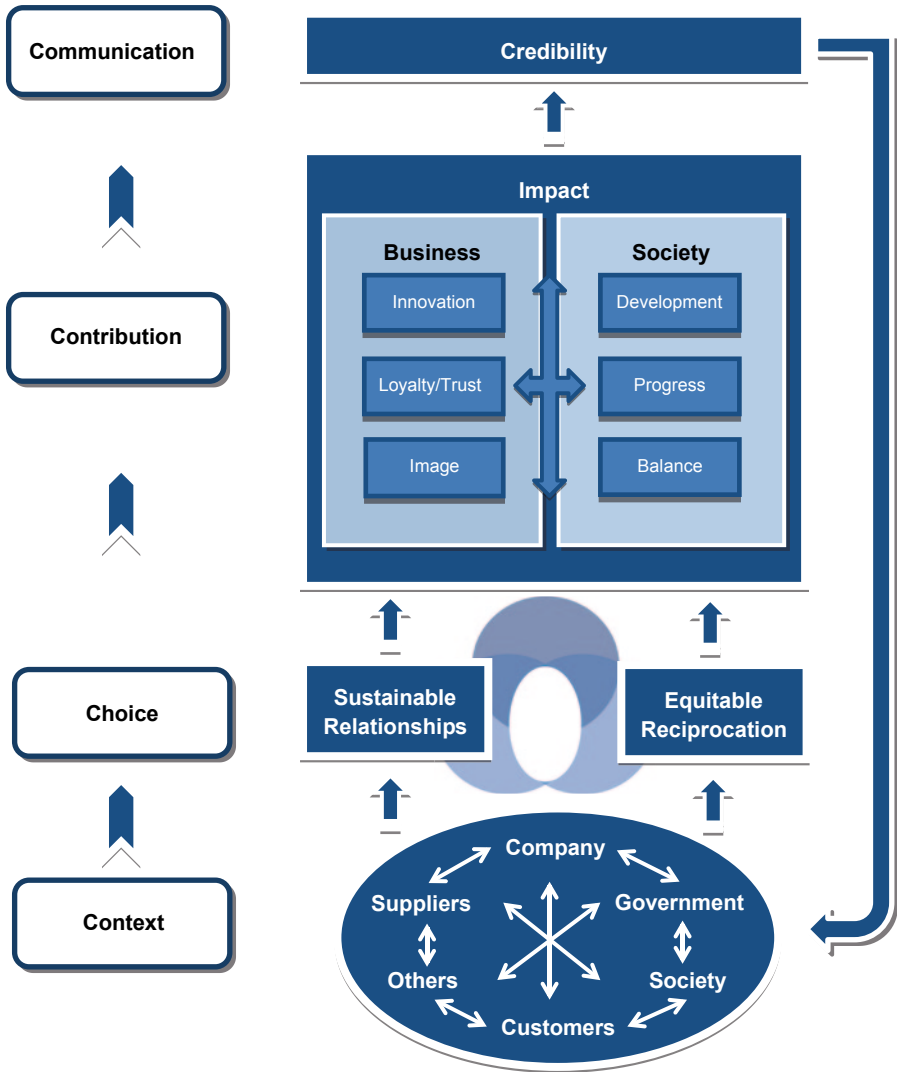 Communication
Credibility
Impact
Business
Society
Innovation
Development
Contribution
Loyalty/Trust
Progress
Image
Balance
Choice
Sustainable
Relationships
Equitable
Reciprocation
Context
Company
Suppliers
Government
Others
Society
Customers